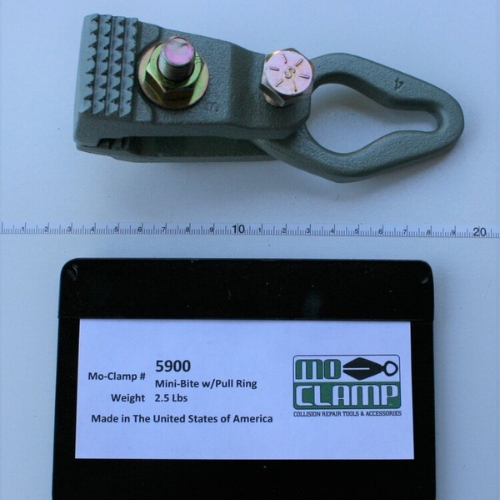 10
20
Mo-Clamp # 5900
Mini-Bite w/Pull Ring
Weight 2.5 Lbs
Made in The United States of America
MO
CLAMP
COLLISION REPAIR TOOLS & ACCESSORIES